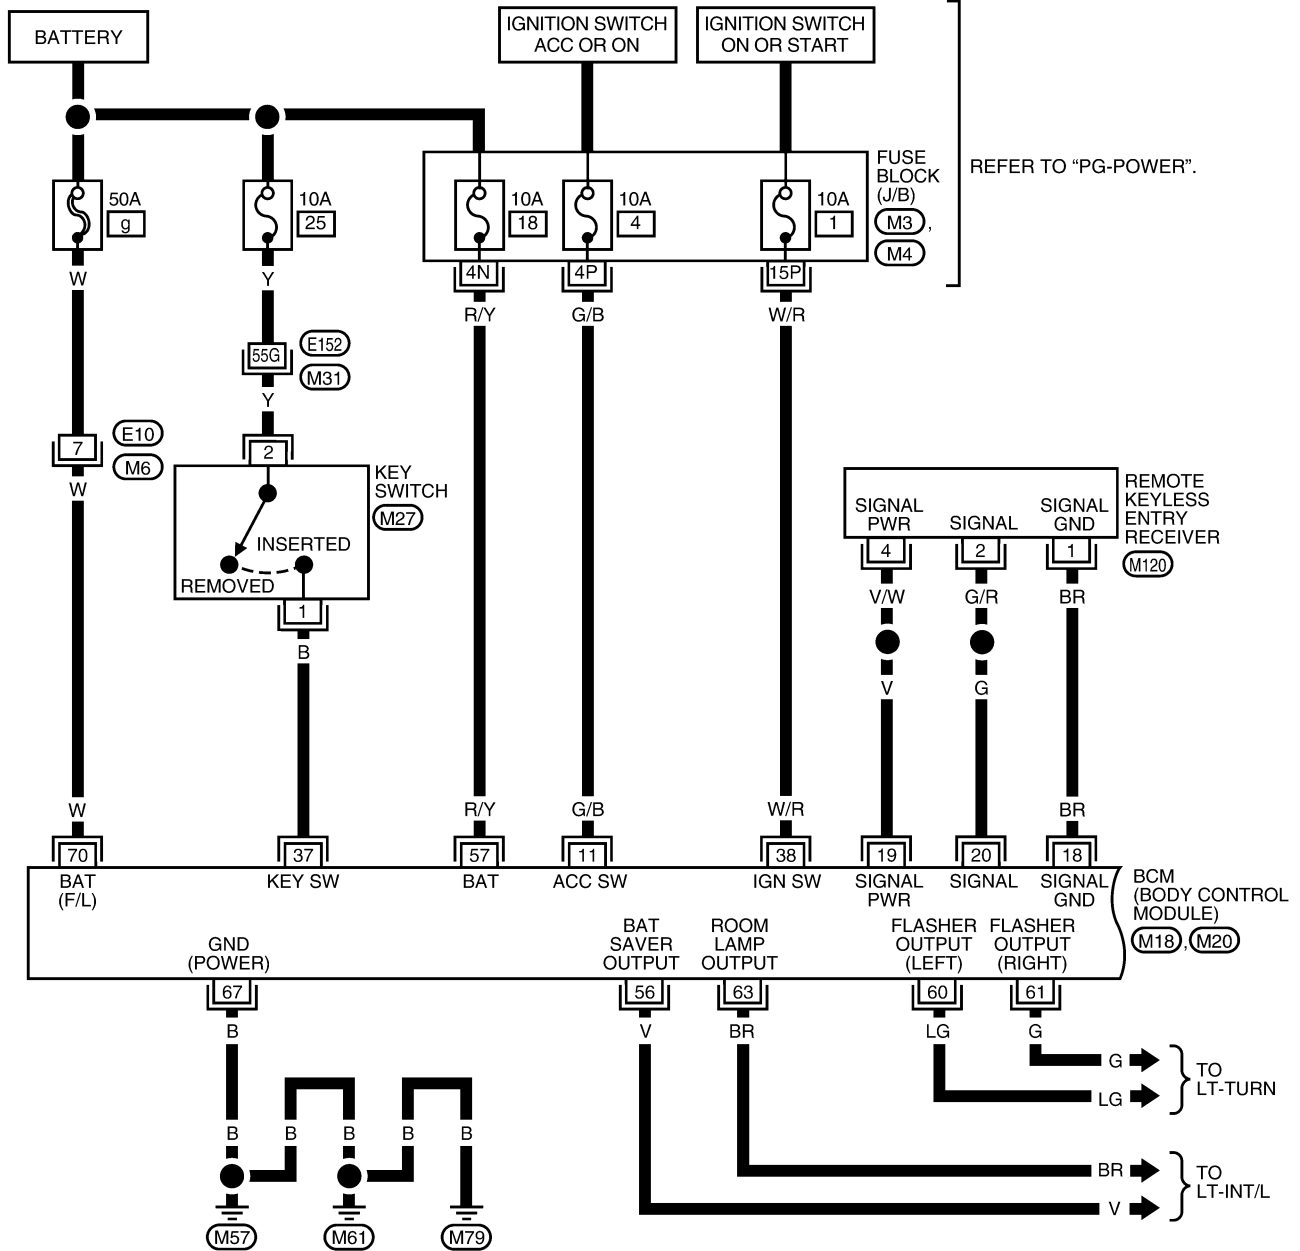 BATTERY
IGNITION SWITCH
ACC OR ON
IGNITION SWITCH
ON OR START
REFER TO “PG-POWER”.
FUSE
BLOCK
(J/B)
M3 ,
M4
50A
g
10A
25
10A
18
10A
4
10A
1
4N
4P
15P
W
Y
R/Y
G/B
W/R
55G
E152
M31
Y
7
E10
M6
W
2
KEY
SWITCH
M27
INSERTED
REMOVED
1
B
SIGNAL
PWR
SIGNAL
SIGNAL
GND
REMOTE
KEYLESS
ENTRY
RECEIVER
M120
4
2
1
V/W
G/R
BR
V
G
W
R/Y
G/B
W/R
BR
70
37
57
11
38
19
20
18
BAT
(F/L)
KEY SW
BAT
ACC SW
IGN SW
SIGNAL
PWR
SIGNAL
SIGNAL
GND
BCM
(BODY CONTROL
MODULE)
M18 , M20
GND
(POWER)
BAT
SAVER
OUTPUT
ROOM
LAMP
OUTPUT
FLASHER
OUTPUT
(LEFT)
FLASHER
OUTPUT
(RIGHT)
67
56
63
60
61
B
V
BR
LG
G
G
LG
TO
LT-TURN
B
B
B
B
B
BR
V
TO
LT-INT/L
M57
M61
M79